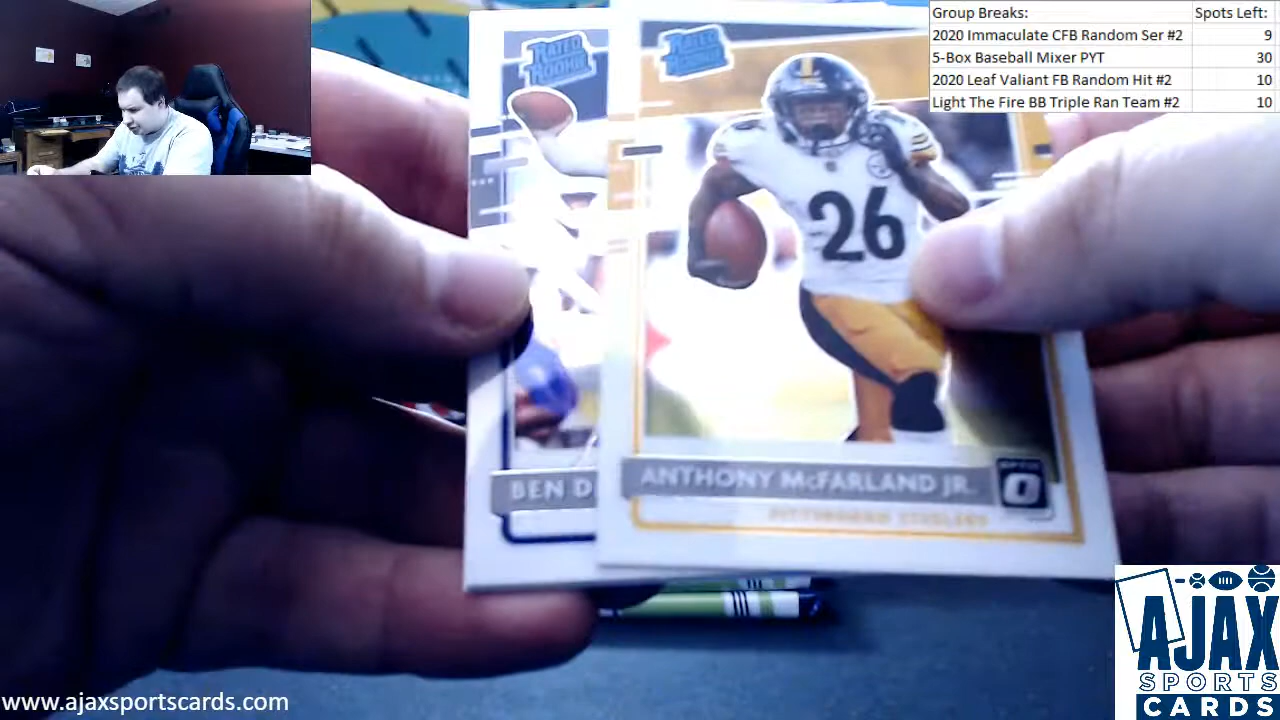 Group Breaks: Spots Left:
2020 Immaculate CFB Random Ser #2 9
5-Box Baseball Mixer PYT 30
2020 Leaf Valiant FB Random Hit #2 10
Light The Fire BB Triple Ran Team #2 10
RATED ROOKIE
RATED ROOKIE
26
BEN D
ANTHONY McFARLAND JR.
OPTIC
PITTSBURGH STEELERS
AJAX
SPORTS
CARDS
www.ajaxsportscards.com